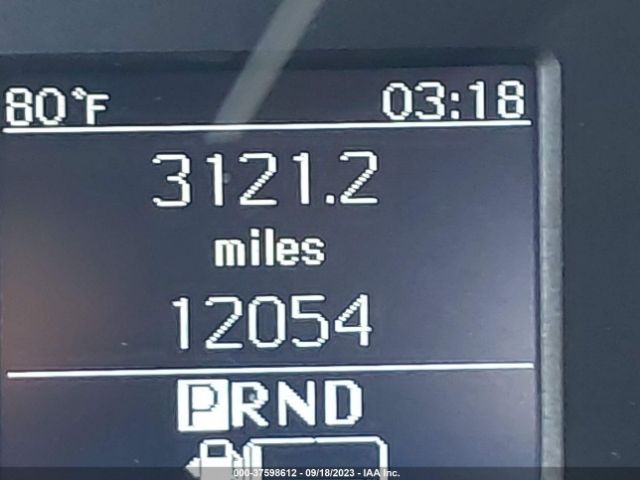 80°F 03:18
3121.2
miles
12054
PRND
000-37598612 - 09/18/2023 - IAA Inc.